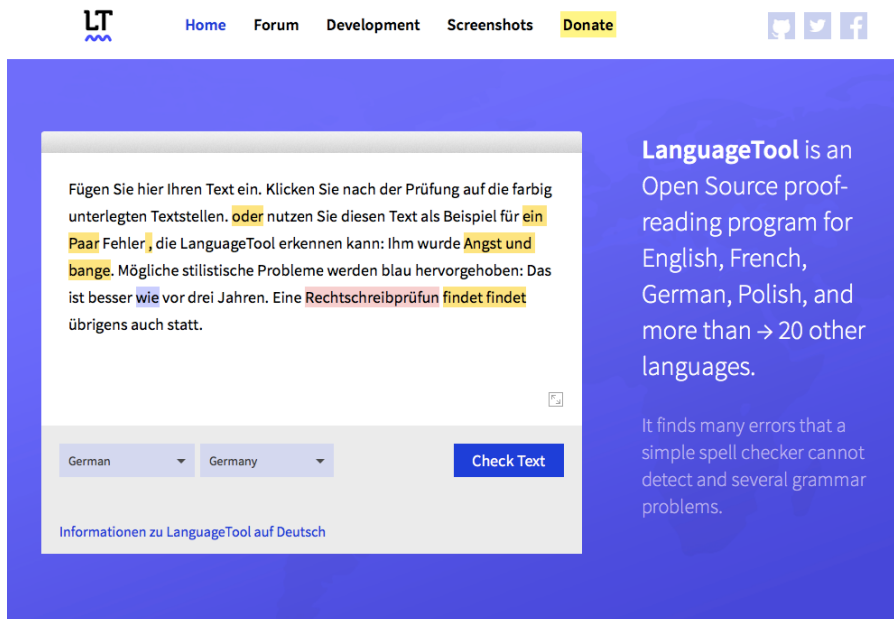 LT
Home Forum Development Screenshots Donate
Fügen Sie hier Ihren Text ein. Klicken Sie nach der Prüfung auf die farbig
unterlegten Textstellen. oder nutzen Sie diesen Text als Beispiel für ein
Paar Fehler , die LanguageTool erkennen kann: Ihm wurde Angst und
bange. Mögliche stilistische Probleme werden blau hervorgehoben: Das
ist besser wie vor drei Jahren. Eine Rechtschreibprüfun findet findet
übrigens auch statt.
German Germany Check Text
Informationen zu LanguageTool auf Deutsch
LanguageTool is an
Open Source proof-
reading program for
English, French,
German, Polish, and
more than → 20 other
languages.
It finds many errors that a
simple spell checker cannot
detect and several grammar
problems.